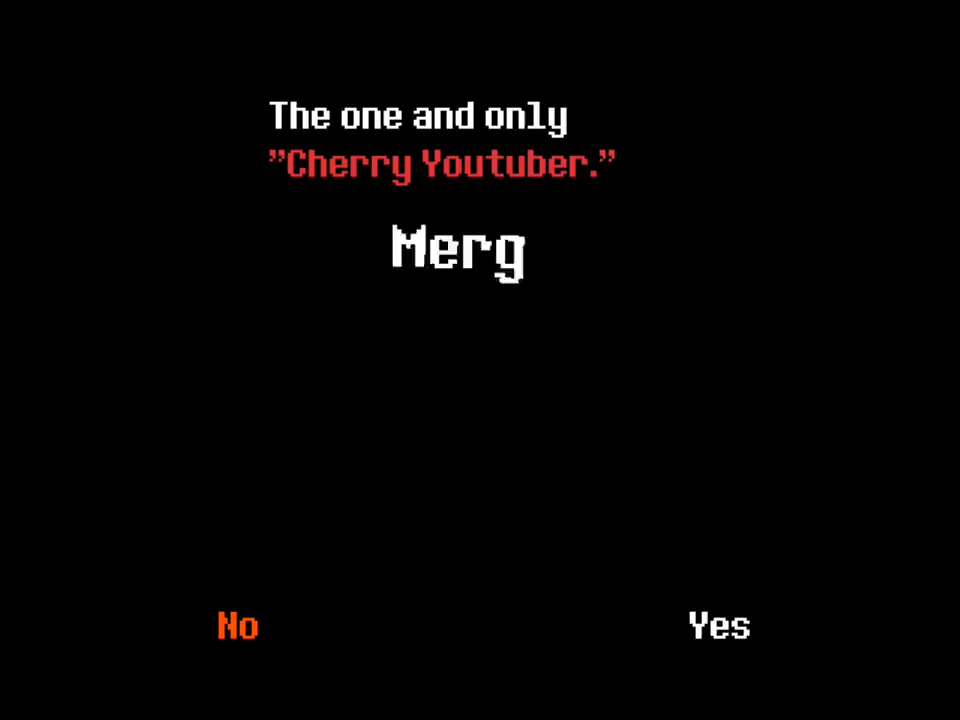 The one and only
"Cherry Youtuber."
Merg
No
Yes